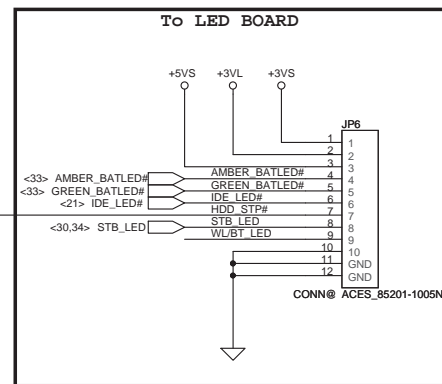 To LED BOARD
+5VS +3VL +3VS
JP6
1 1
2 2
3 3
<33> AMBER_BATLED# AMBER_BATLED# 4 4
<33> GREEN_BATLED# GREEN_BATLED# 5 5
<21> IDE_LED# IDE_LED# 6 6
HDD_STP# 7 7
<30,34> STB_LED STB_LED 8 8
WL/BT_LED 9 9
10 10
11 GND
12 GND
CONN@ ACES_85201-1005N